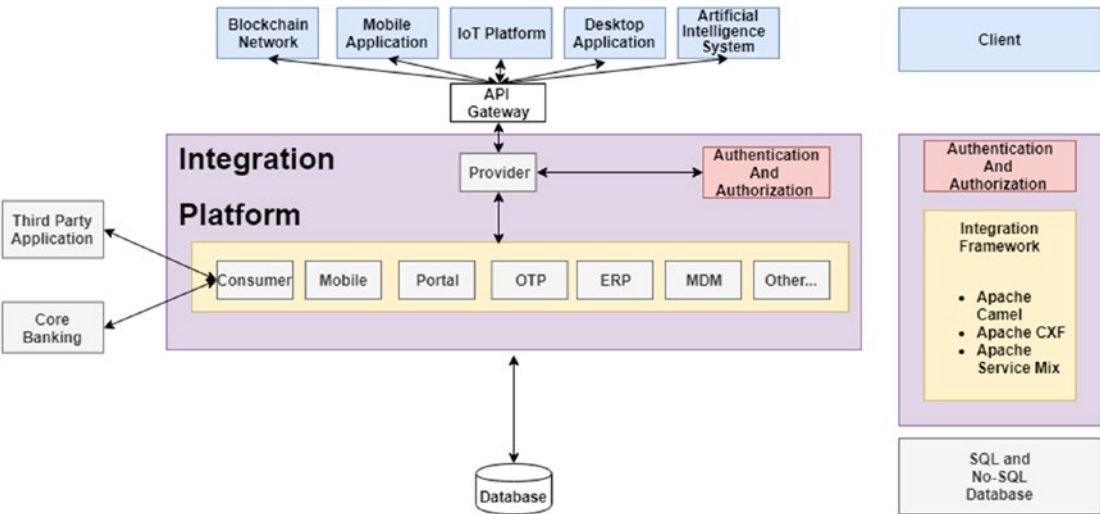 Blockchain
Network
Mobile
Application
IoT Platform
Desktop
Application
Artificial
Intelligence
System
Client
API
Gateway
Integration
Platform
Provider
Authentication
And
Authorization
Authentication
And
Authorization
Third Party
Application
Core
Banking
Consumer
Mobile
Portal
OTP
ERP
MDM
Other...
Integration
Framework
• Apache
Camel
• Apache CXF
• Apache
Service Mix
Database
SQL and
No-SQL
Database